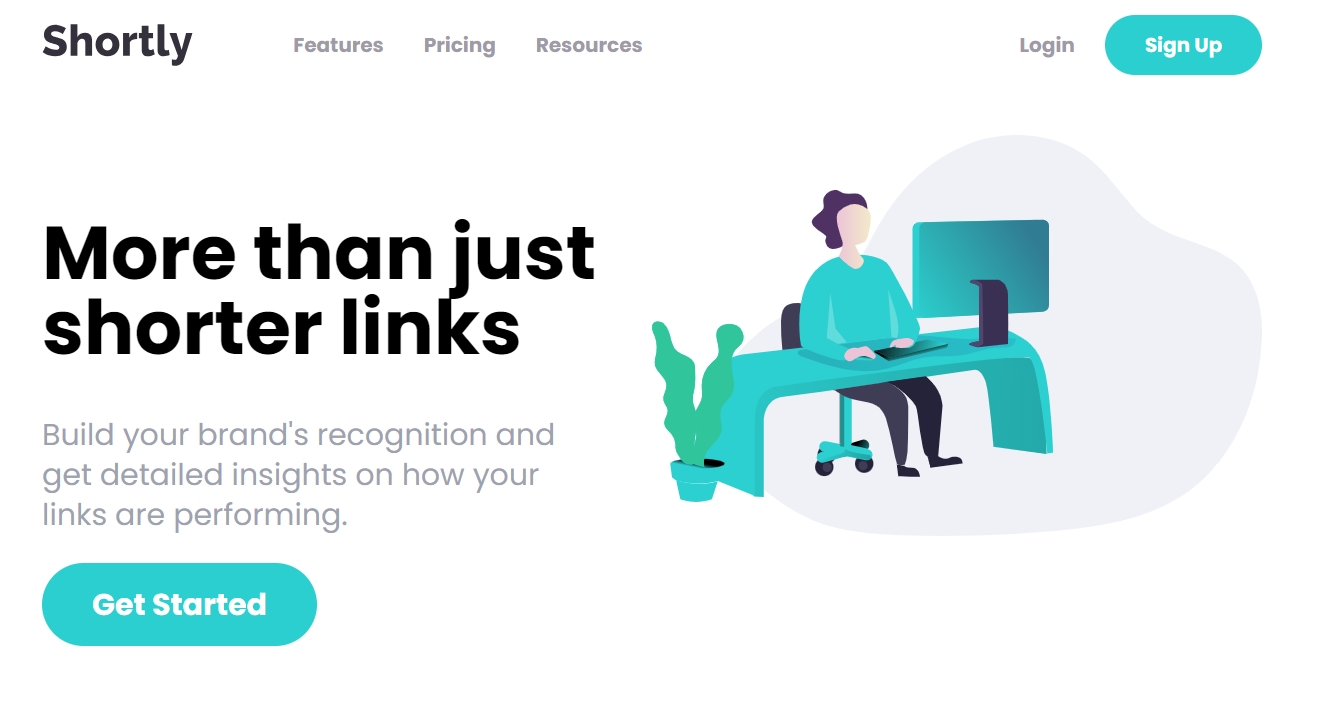 Shortly
Features
Pricing
Resources
Login
Sign Up
More than just
shorter links
Build your brand's recognition and
get detailed insights on how your
links are performing.
Get Started